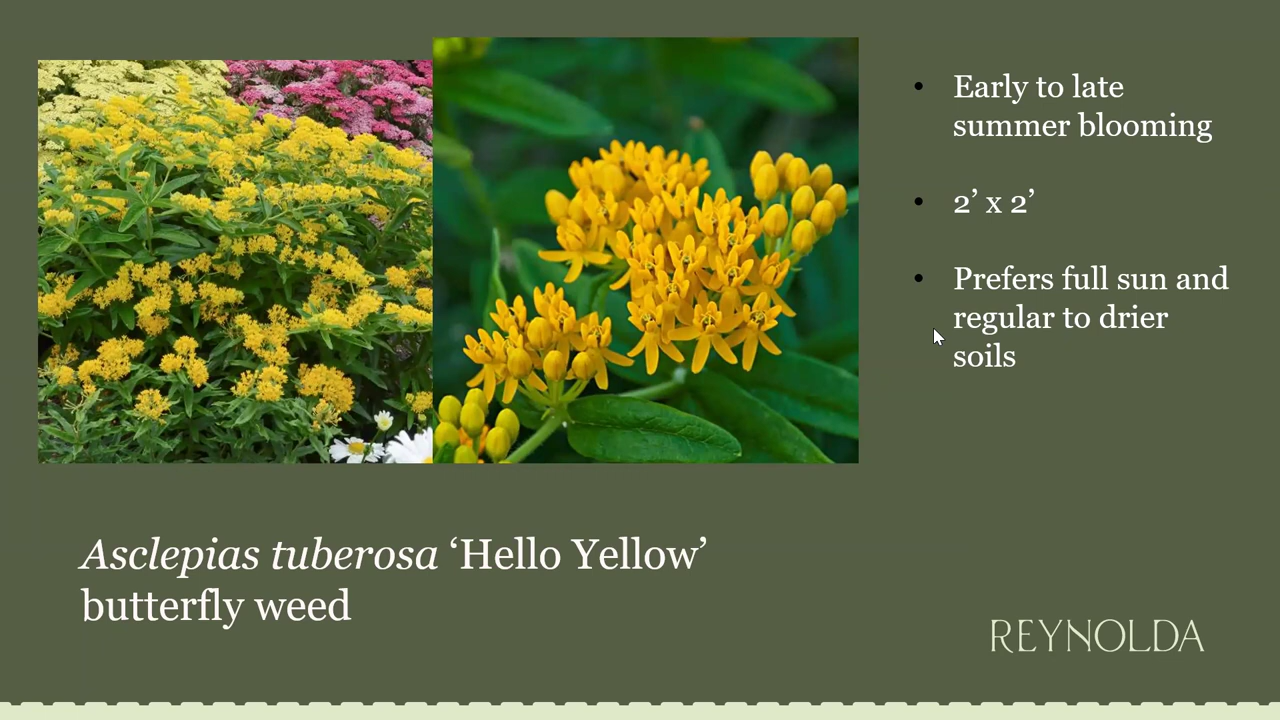 • Early to late
summer blooming
• 2’ x 2’
• Prefers full sun and
regular to drier
soils
Asclepias tuberosa ‘Hello Yellow’
butterfly weed
REYNOLDA